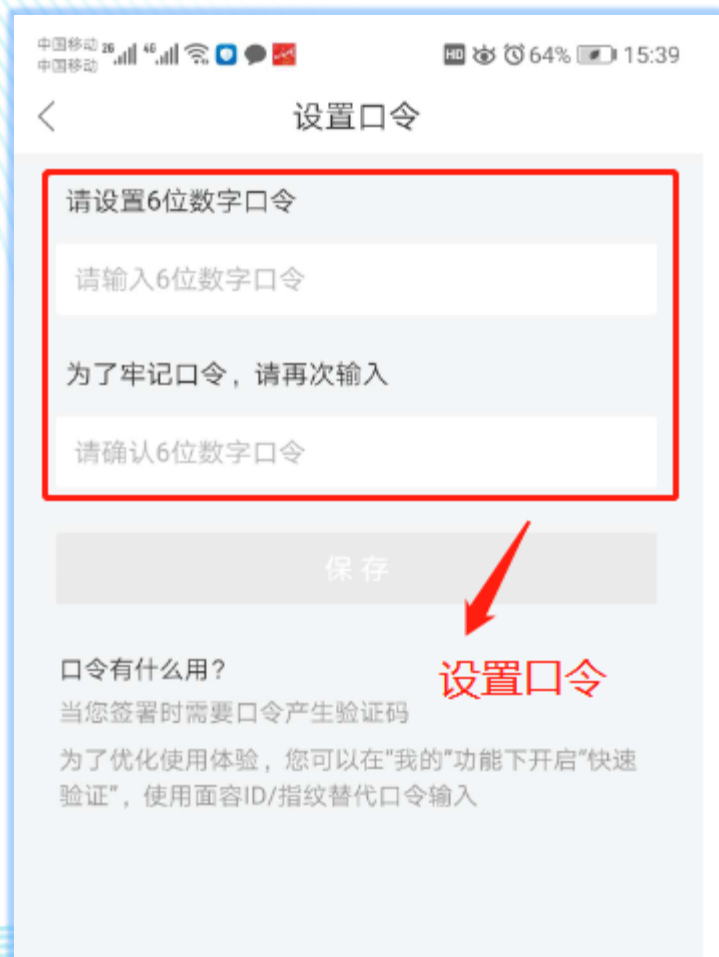 中国移动 2G 4G HD 64% 15:39
中国移动
设置口令
请设置6位数字口令
请输入6位数字口令
为了牢记口令，请再次输入
请确认6位数字口令
保存
设置口令
口令有什么用？
当您签署时需要口令产生验证码
为了优化使用体验，您可以在"我的"功能下开启"快速
验证"，使用面容ID/指纹替代口令输入